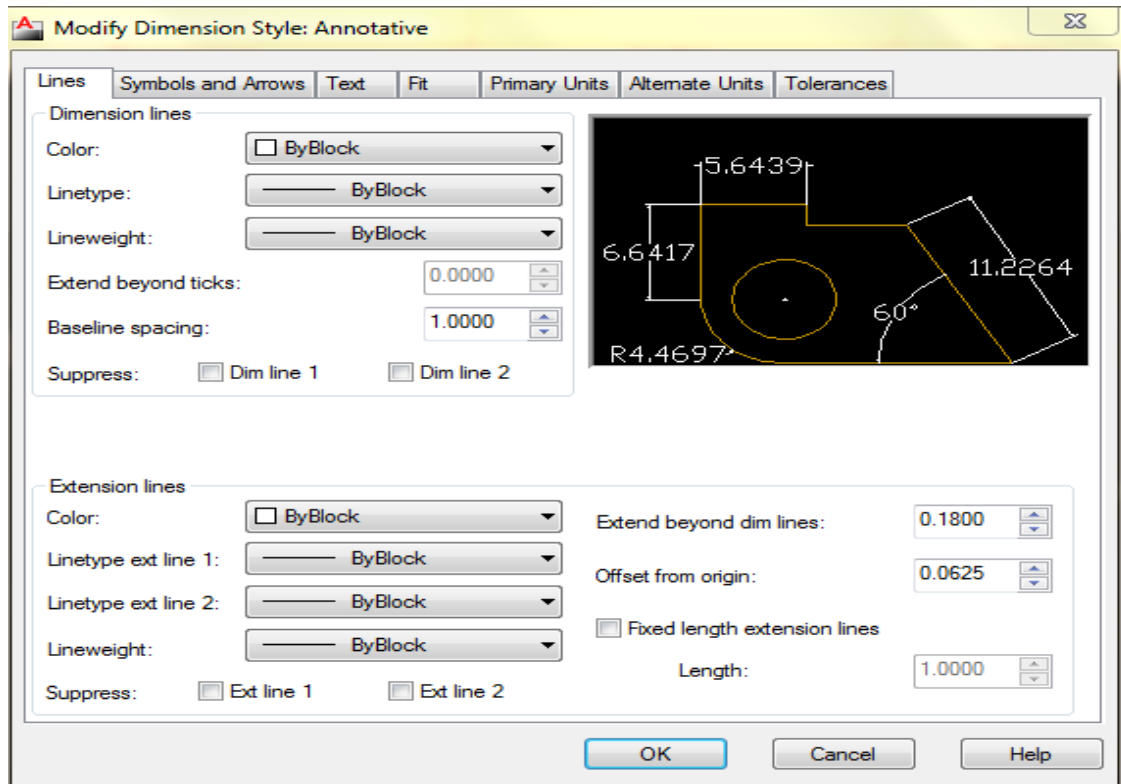 Modify Dimension Style: Annotative
Lines Symbols and Arrows Text Fit Primary Units Alternate Units Tolerances
Dimension lines
Color: ByBlock
Linetype: ByBlock
Lineweight: ByBlock
Extend beyond ticks: 0.0000
Baseline spacing: 1.0000
Suppress: Dim line 1 Dim line 2
5.6439
6.6417
11.2264
60°
R4.4697
Extension lines
Color: ByBlock
Linetype ext line 1: ByBlock
Linetype ext line 2: ByBlock
Lineweight: ByBlock
Suppress: Ext line 1 Ext line 2
Extend beyond dim lines: 0.1800
Offset from origin: 0.0625
Fixed length extension lines
Length: 1.0000
OK Cancel Help